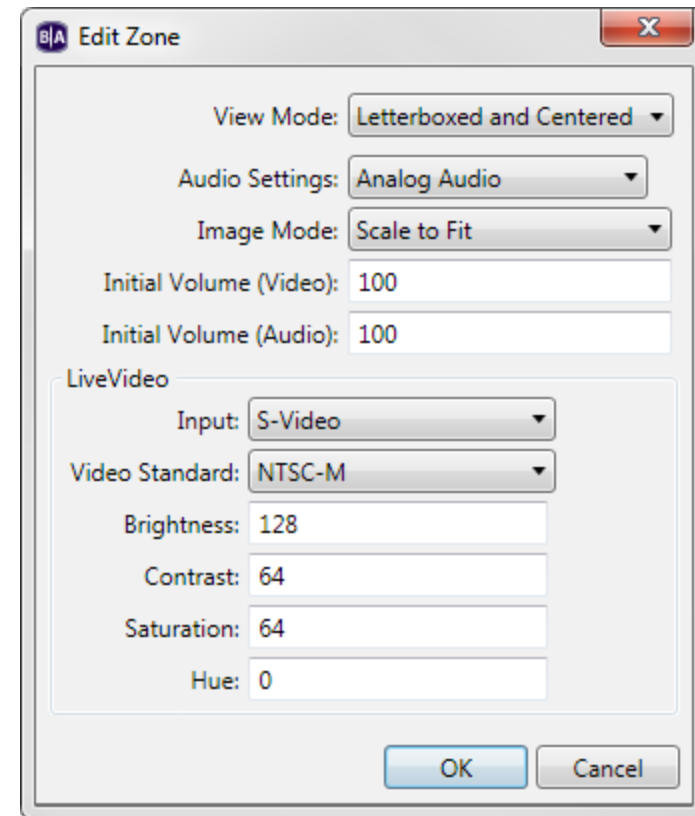 B|A Edit Zone
View Mode: Letterboxed and Centered
Audio Settings: Analog Audio
Image Mode: Scale to Fit
Initial Volume (Video): 100
Initial Volume (Audio): 100
LiveVideo
Input: S-Video
Video Standard: NTSC-M
Brightness: 128
Contrast: 64
Saturation: 64
Hue: 0
OK Cancel